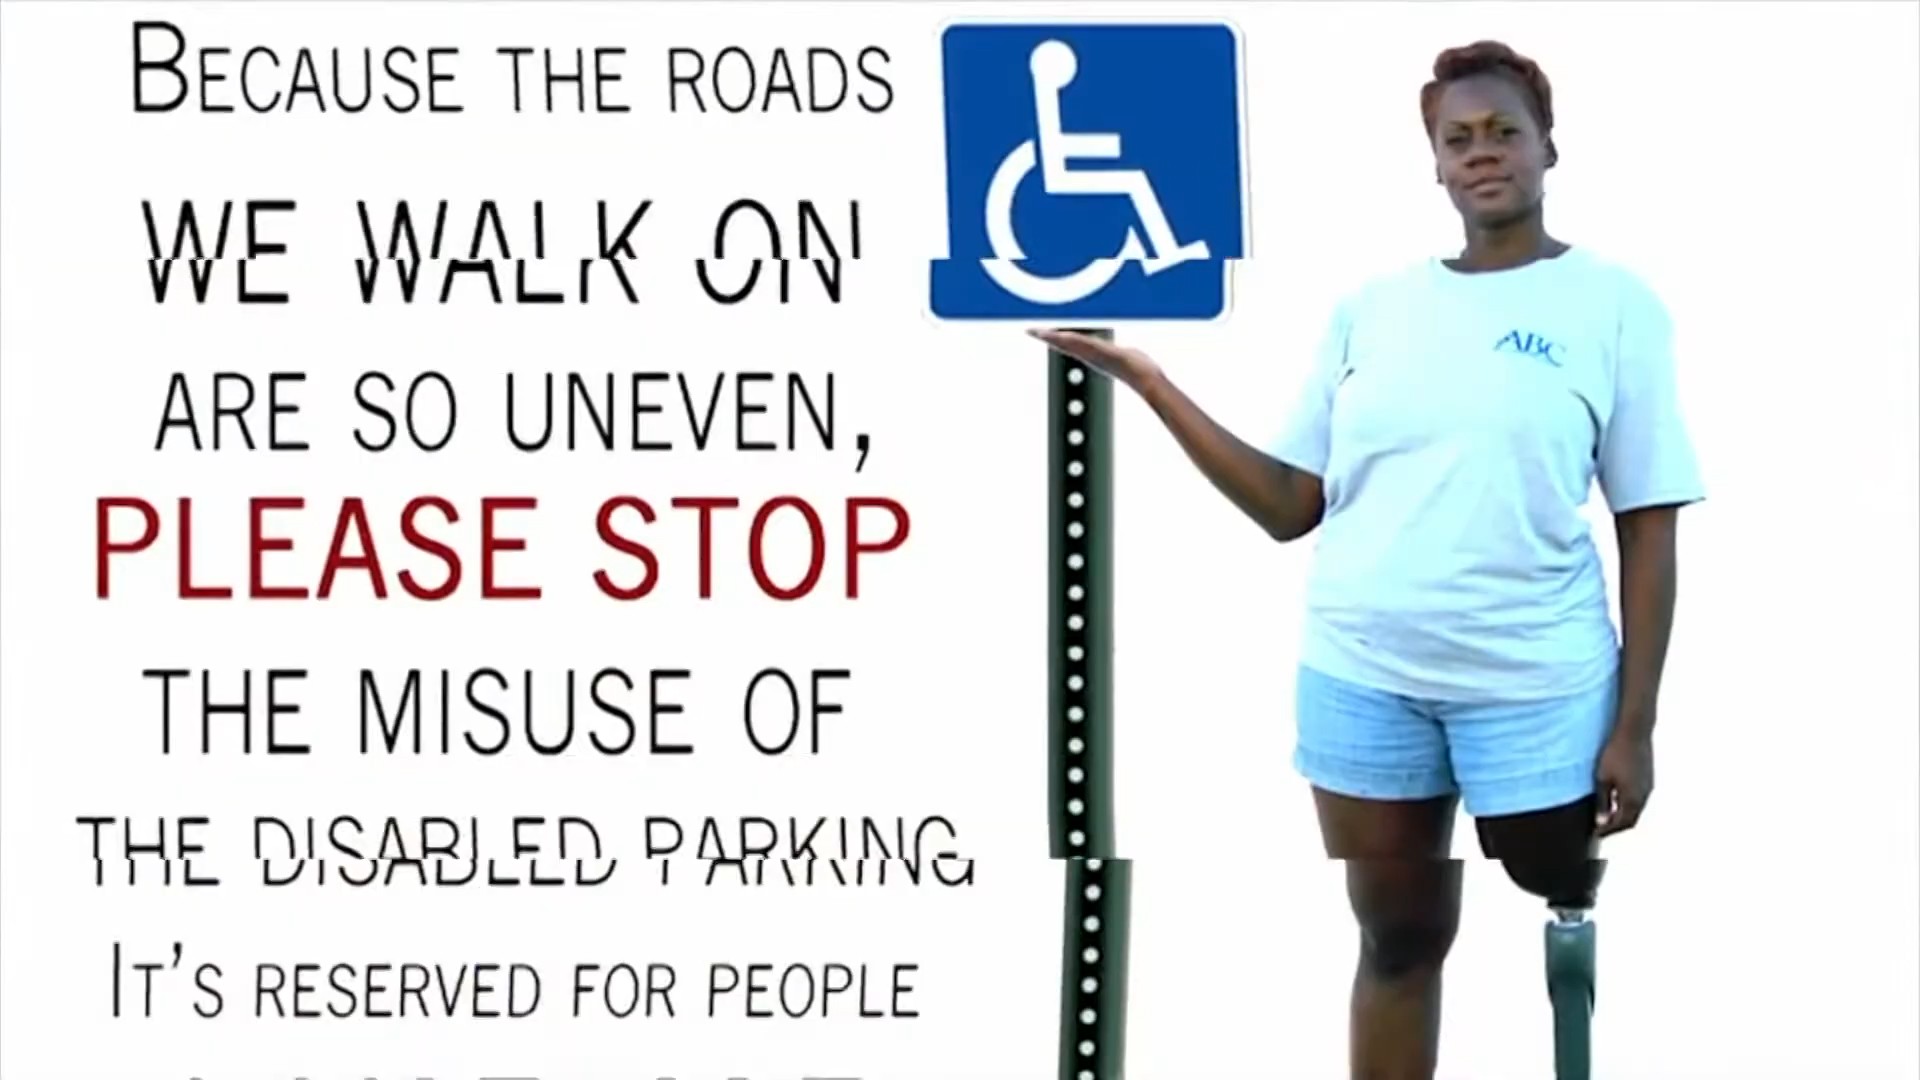 Because the roads
we walk on
are so uneven,
PLEASE STOP
the misuse of
the disabled parking
It's reserved for people
ABC